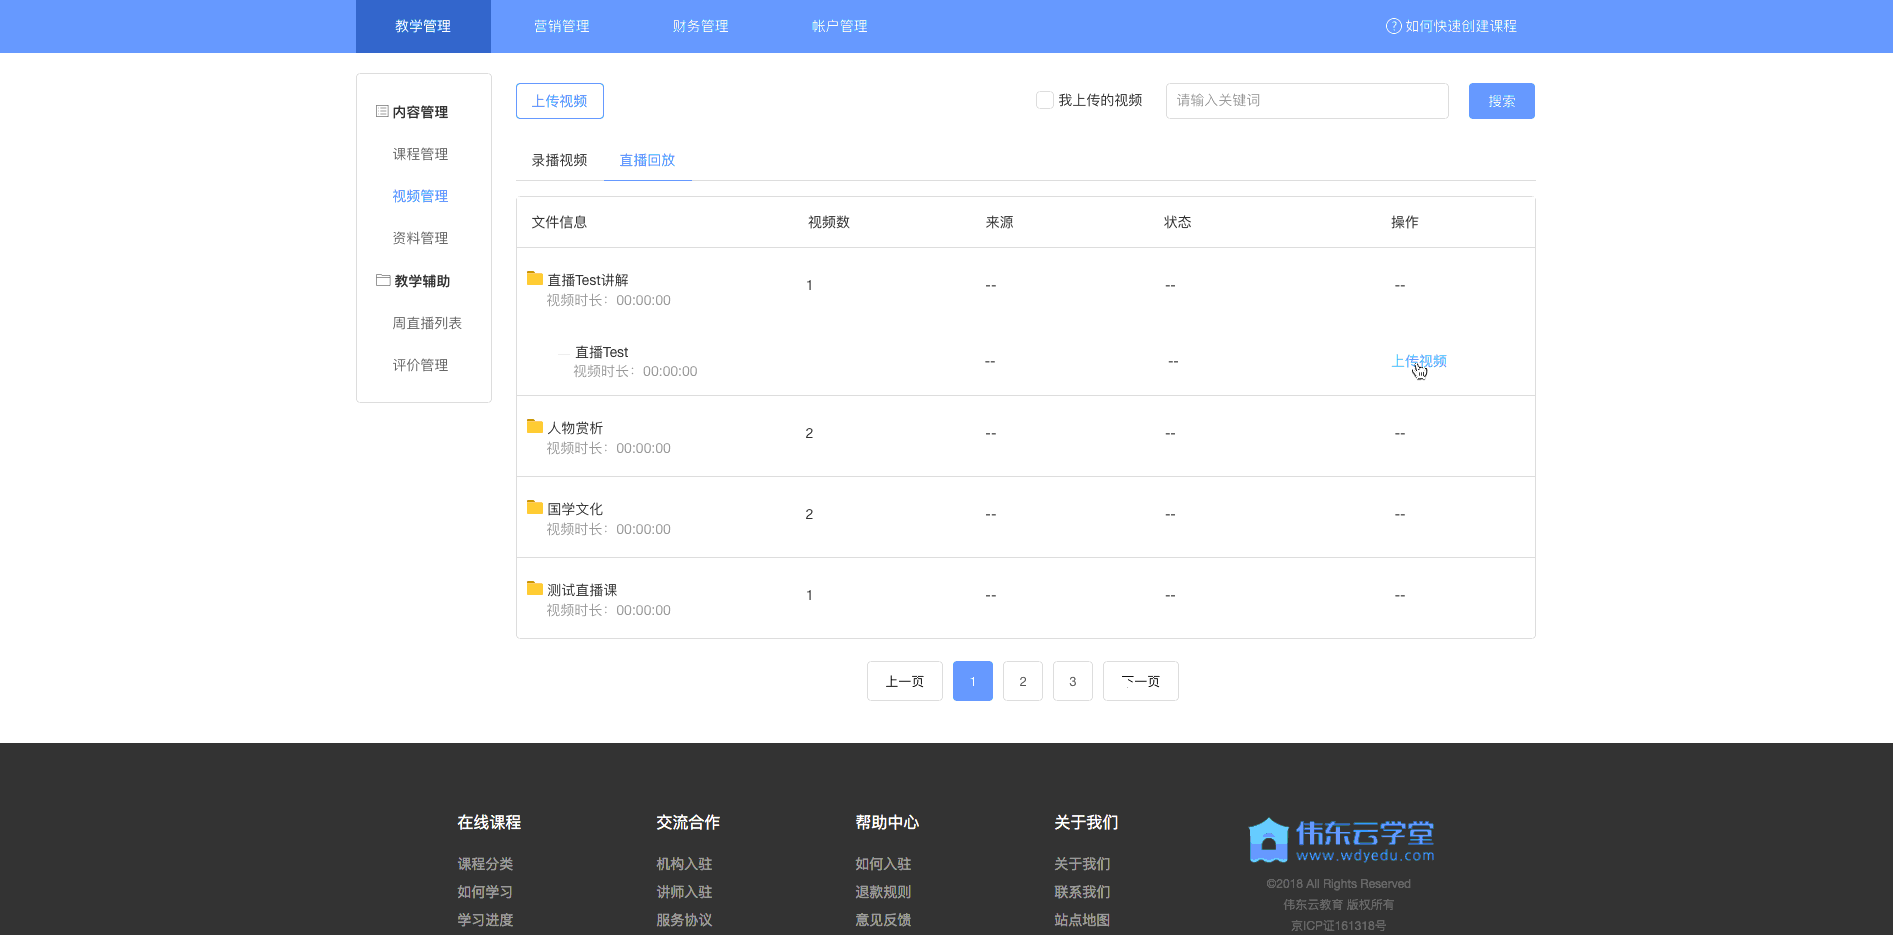 教学管理 营销管理 财务管理 帐户管理 ? 如何快速创建课程
内容管理
课程管理
视频管理
资料管理
教学辅助
周直播列表
评价管理
上传视频 我上传的视频 请输入关键词 搜索
录播视频 直播回放
文件信息 视频数 来源 状态 操作
直播Test讲解 1 -- -- --
视频时长：00:00:00
直播Test -- -- 上传视频
视频时长：00:00:00
人物赏析 2 -- -- --
视频时长：00:00:00
国学文化 2 -- -- --
视频时长：00:00:00
测试直播课 1 -- -- --
视频时长：00:00:00
上一页 1 2 3 下一页
在线课程 交流合作 帮助中心 关于我们
课程分类 机构入驻 如何入驻 关于我们
如何学习 讲师入驻 退款规则 联系我们
学习进度 服务协议 意见反馈 站点地图
伟东云学堂
www.wdyedu.com
©2018 All Rights Reserved
伟东云教育 版权所有
京ICP证161318号